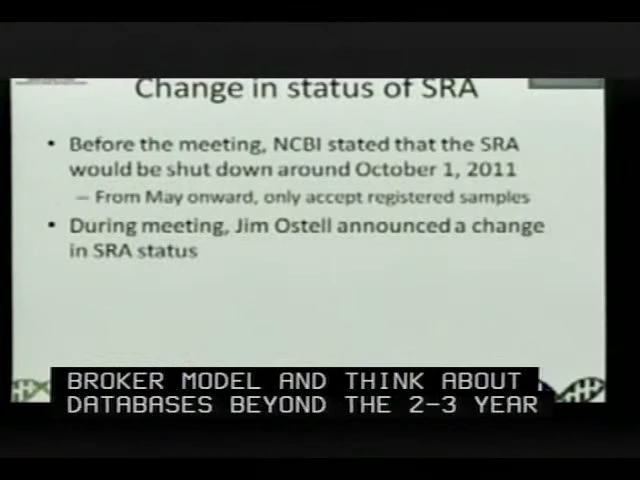 Change in status of SRA
• Before the meeting, NCBI stated that the SRA
would be shut down around October 1, 2011
– From May onward, only accept registered samples
• During meeting, Jim Ostell announced a change
in SRA status
BROKER MODEL AND THINK ABOUT
DATABASES BEYOND THE 2-3 YEAR